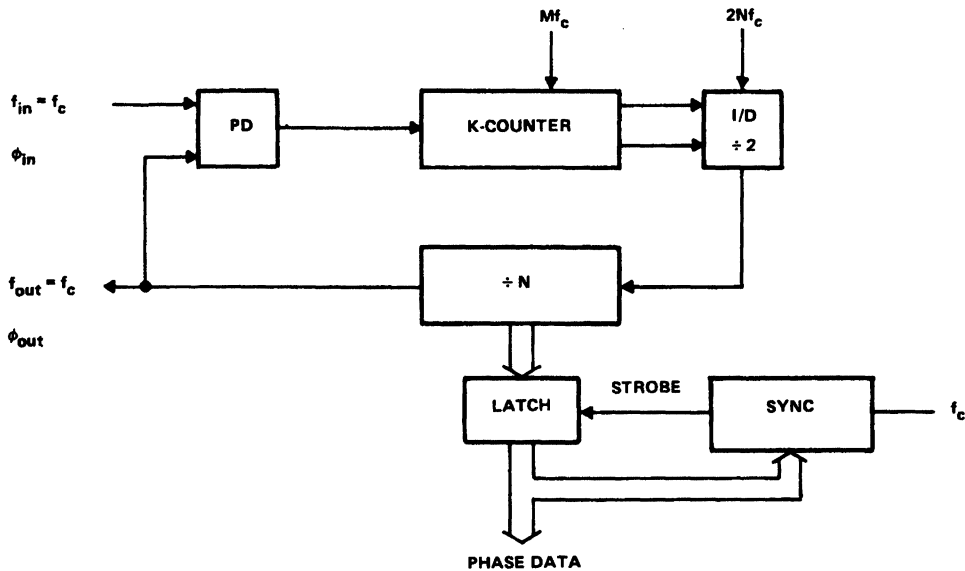 Mf_c
2Nf_c
f_in = f_c
PD
K-COUNTER
I/D
÷ 2
ϕ_in
f_out = f_c
÷ N
ϕ_out
LATCH
STROBE
SYNC
f_c
PHASE DATA